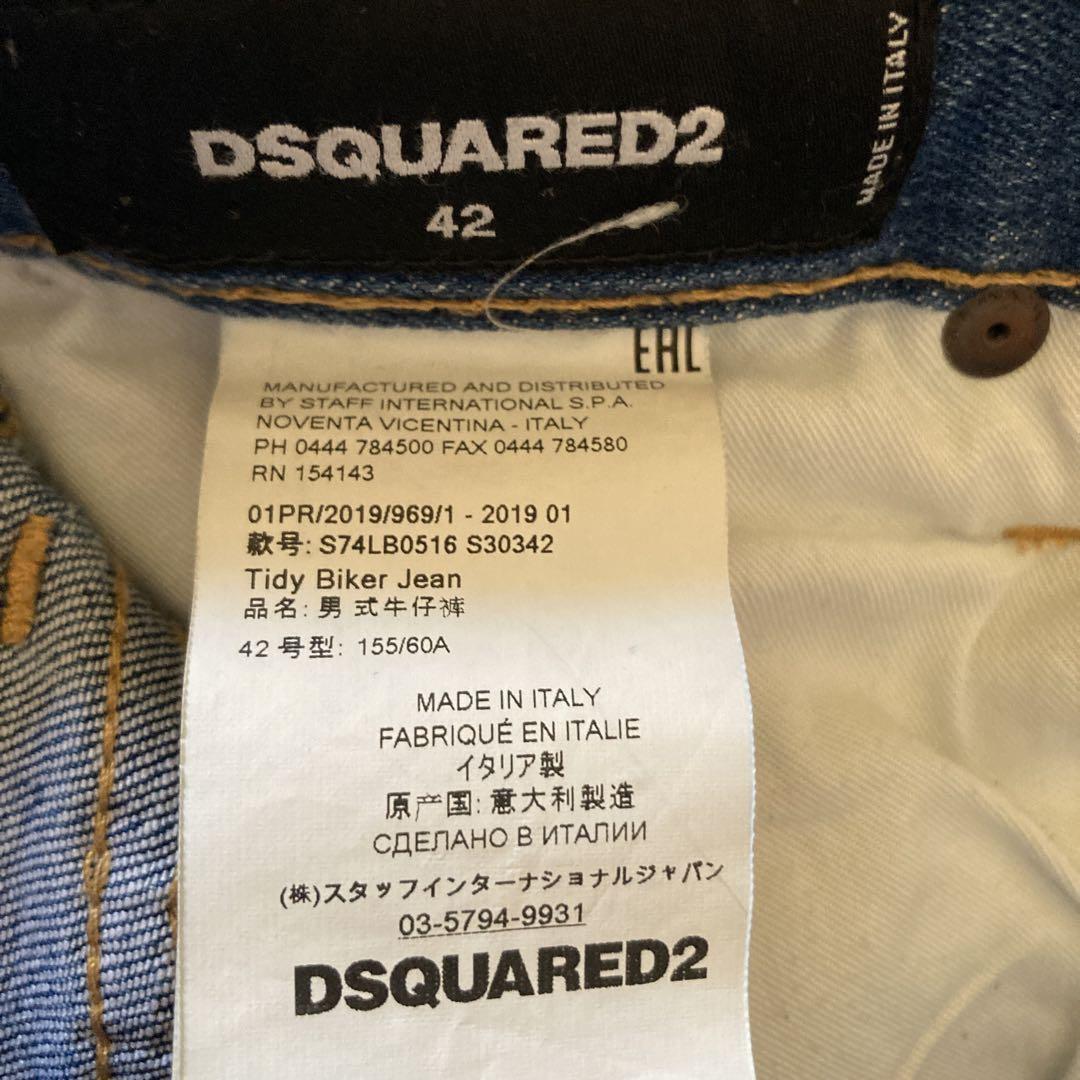 DSQUARED2
42
MADE IN ITALY
EAC
MANUFACTURED AND DISTRIBUTED
BY STAFF INTERNATIONAL S.P.A.
NOVENTA VICENTINA - ITALY
PH 0444 784500 FAX 0444 784580
RN 154143
01PR/2019/969/1 - 2019 01
款号: S74LB0516 S30342
Tidy Biker Jean
品名: 男 式牛仔裤
42 号型: 155/60A
MADE IN ITALY
FABRIQUÉ EN ITALIE
イタリア製
原产国: 意大利製造
СДЕЛАНО В ИТАЛИИ
(株)スタッフインターナショナルジャパン
03-5794-9931
DSQUARED2